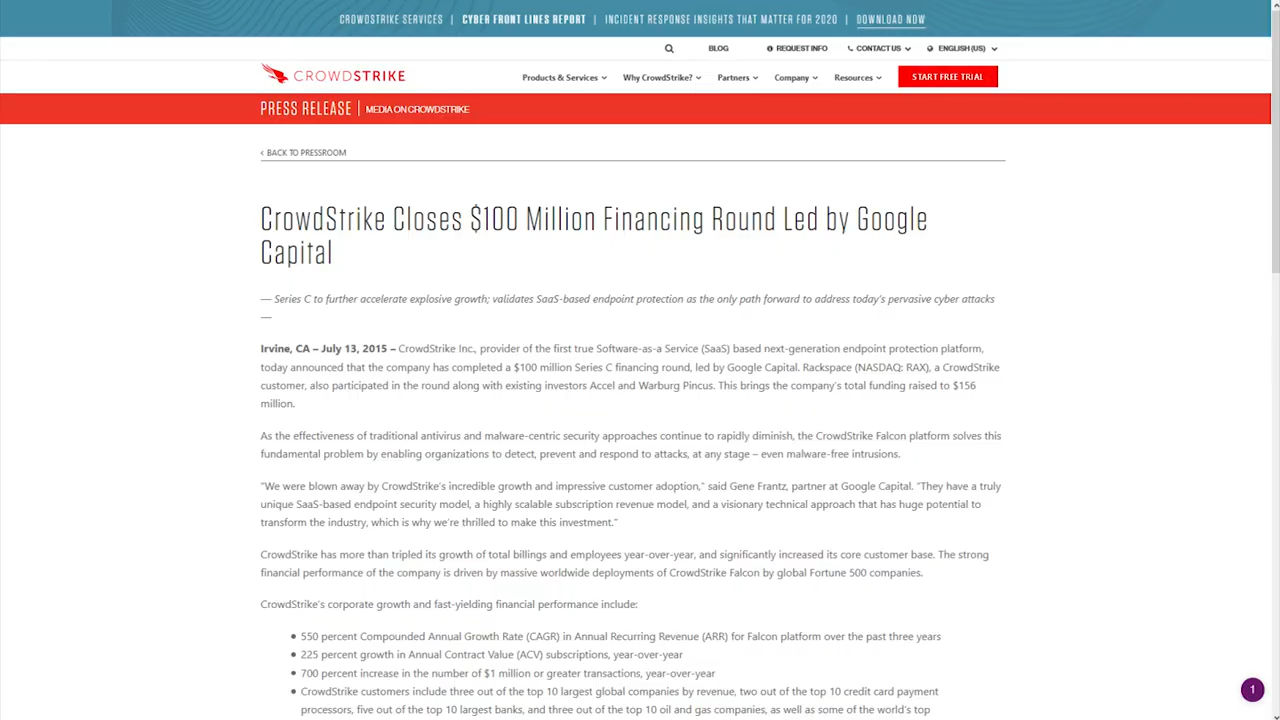 CROWDSTRIKE SERVICES | CYBER FRONT LINES REPORT | INCIDENT RESPONSE INSIGHTS THAT MATTER FOR 2020 | DOWNLOAD NOW
BLOG REQUEST INFO CONTACT US ENGLISH (US)
CROWDSTRIKE Products & Services Why CrowdStrike? Partners Company Resources START FREE TRIAL
PRESS RELEASE | MEDIA ON CROWDSTRIKE
< BACK TO PRESSROOM
CrowdStrike Closes $100 Million Financing Round Led by Google
Capital
— Series C to further accelerate explosive growth; validates SaaS-based endpoint protection as the only path forward to address today's pervasive cyber attacks
—
Irvine, CA – July 13, 2015 – CrowdStrike Inc., provider of the first true Software-as-a Service (SaaS) based next-generation endpoint protection platform,
today announced that the company has completed a $100 million Series C financing round, led by Google Capital. Rackspace (NASDAQ: RAX), a CrowdStrike
customer, also participated in the round along with existing investors Accel and Warburg Pincus. This brings the company's total funding raised to $156
million.
As the effectiveness of traditional antivirus and malware-centric security approaches continue to rapidly diminish, the CrowdStrike Falcon platform solves this
fundamental problem by enabling organizations to detect, prevent and respond to attacks, at any stage – even malware-free intrusions.
"We were blown away by CrowdStrike's incredible growth and impressive customer adoption," said Gene Frantz, partner at Google Capital. "They have a truly
unique SaaS-based endpoint security model, a highly scalable subscription revenue model, and a visionary technical approach that has huge potential to
transform the industry, which is why we're thrilled to make this investment."
CrowdStrike has more than tripled its growth of total billings and employees year-over-year, and significantly increased its core customer base. The strong
financial performance of the company is driven by massive worldwide deployments of CrowdStrike Falcon by global Fortune 500 companies.
CrowdStrike's corporate growth and fast-yielding financial performance include:
● 550 percent Compounded Annual Growth Rate (CAGR) in Annual Recurring Revenue (ARR) for Falcon platform over the past three years
● 225 percent growth in Annual Contract Value (ACV) subscriptions, year-over-year
● 700 percent increase in the number of $1 million or greater transactions, year-over-year
● CrowdStrike customers include three out of the top 10 largest global companies by revenue, two out of the top 10 credit card payment
processors, five out of the top 10 largest banks, and three out of the top 10 oil and gas companies, as well as some of the world's top
1